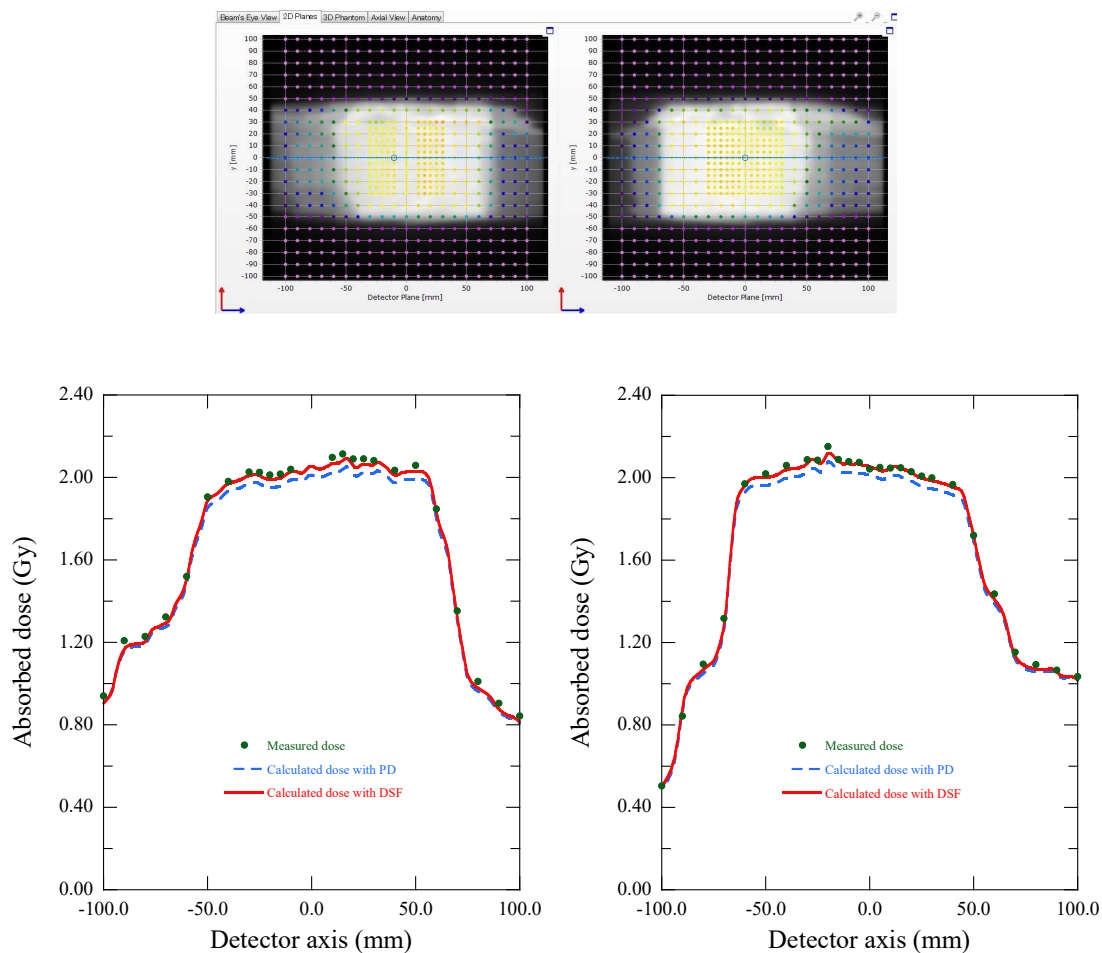 Beam's Eye View 2D Planes 3D Phantom Axial View Anatomy
100
90
80
70
60
50
40
30
20
10
0
-10
-20
-30
-40
-50
-60
-70
-80
-90
-100
y [mm]
-100 -50 0 50 100
Detector Plane [mm]
100
90
80
70
60
50
40
30
20
10
0
-10
-20
-30
-40
-50
-60
-70
-80
-90
-100
y [mm]
-100 -50 0 50 100
Detector Plane [mm]
2.40
2.00
1.60
1.20
0.80
0.40
0.00
Absorbed dose (Gy)
Measured dose
Calculated dose with PD
Calculated dose with DSF
-100.0 -50.0 0.0 50.0 100.0
Detector axis (mm)
2.40
2.00
1.60
1.20
0.80
0.40
0.00
Absorbed dose (Gy)
Measured dose
Calculated dose with PD
Calculated dose with DSF
-100.0 -50.0 0.0 50.0 100.0
Detector axis (mm)